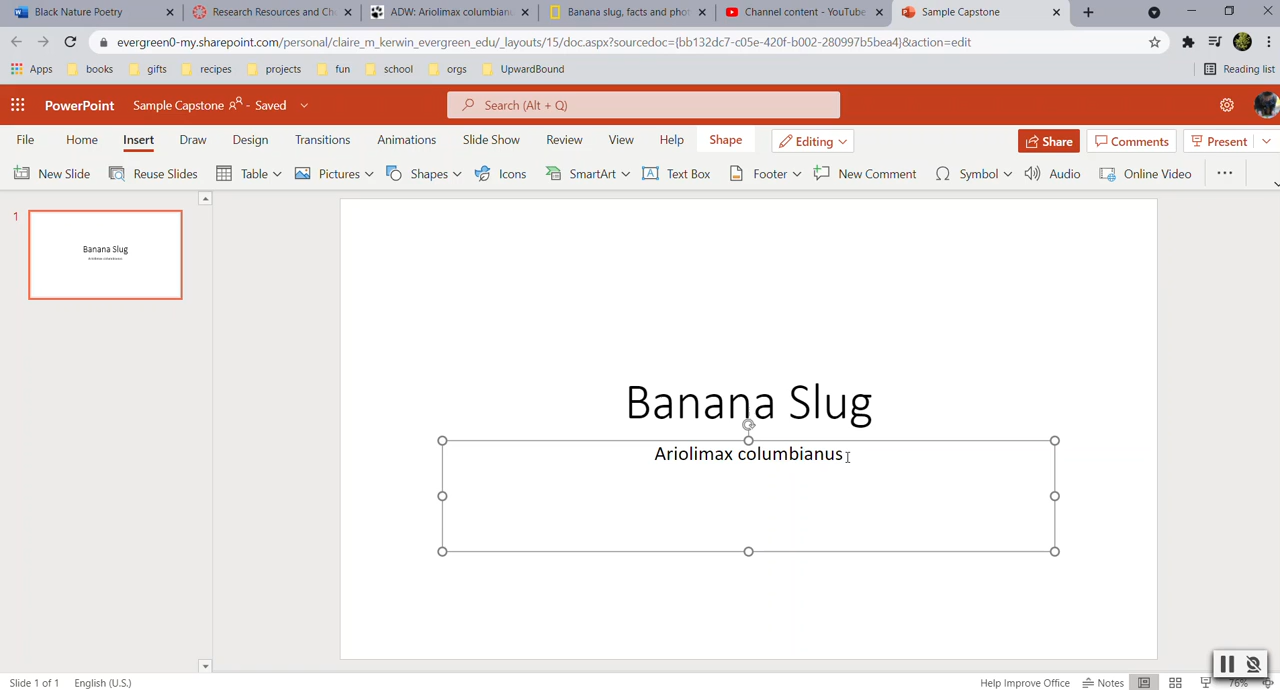 Black Nature Poetry
Research Resources and Ch
ADW: Ariolimax columbian
Banana slug, facts and phot
Channel content - YouTube
Sample Capstone
evergreen0-my.sharepoint.com/personal/claire_m_kerwin_evergreen_edu/_layouts/15/doc.aspx?sourcedoc={bb132dc7-c05e-420f-b002-280997b5bea4}&action=edit
Apps books gifts recipes projects fun school orgs UpwardBound Reading list
PowerPoint Sample Capstone - Saved Search (Alt + Q)
File Home Insert Draw Design Transitions Animations Slide Show Review View Help Shape Editing Share Comments Present
New Slide Reuse Slides Table Pictures Shapes Icons SmartArt Text Box Footer New Comment Symbol Audio Online Video ...
1
Banana Slug
Ariolimax columbianus
Banana Slug
Ariolimax columbianus
Slide 1 of 1 English (U.S.) Help Improve Office Notes 76%